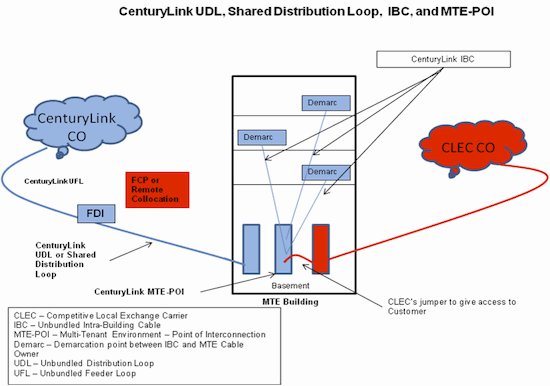 CenturyLink UDL, Shared Distribution Loop, IBC, and MTE-POI
CenturyLink IBC
CenturyLink
CO
Demarc
Demarc
Demarc
CLEC CO
CenturyLink UFL
FCP or
Remote
Collocation
FDI
CenturyLink
UDL or Shared
Distribution
Loop
CenturyLink MTE-POI
Basement
MTE Building
CLEC's jumper to give access to
Customer
CLEC – Competitive Local Exchange Carrier
IBC – Unbundled Intra-Building Cable
MTE-POI – Multi-Tenant Environment – Point of Interconnection
Demarc – Demarcation point between IBC and MTE Cable
Owner
UDL – Unbundled Distribution Loop
UFL – Unbundled Feeder Loop